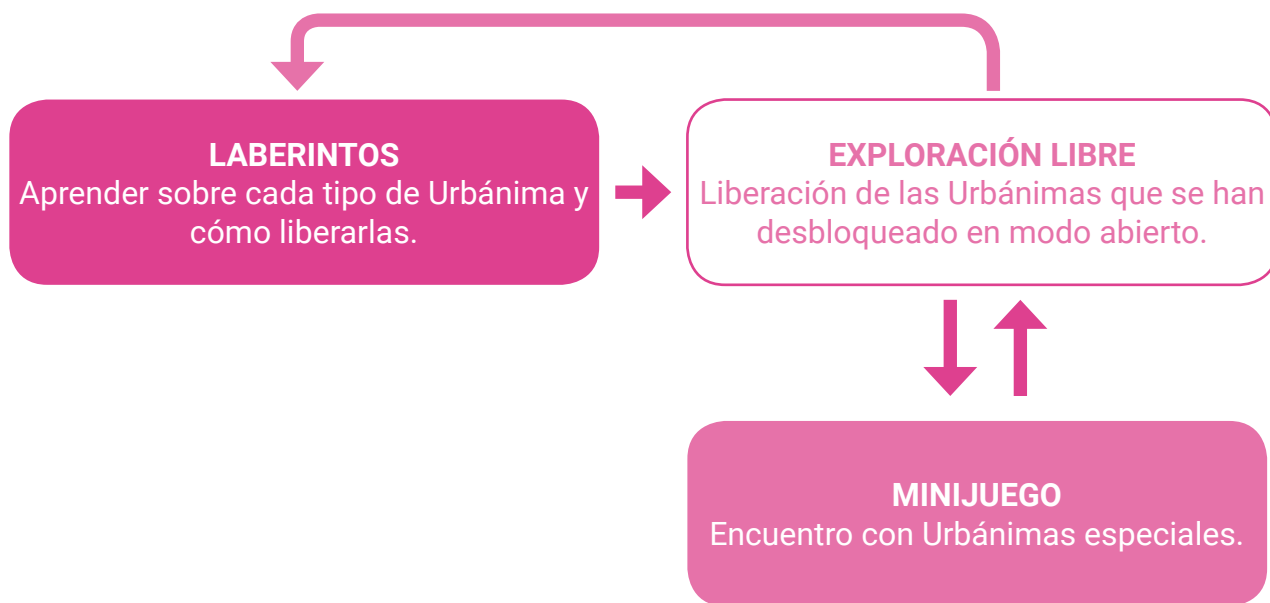 LABERINTOS
Aprender sobre cada tipo de Urbánima y
cómo liberarlas.
EXPLORACIÓN LIBRE
Liberación de las Urbánimas que se han
desbloqueado en modo abierto.
MINIJUEGO
Encuentro con Urbánimas especiales.